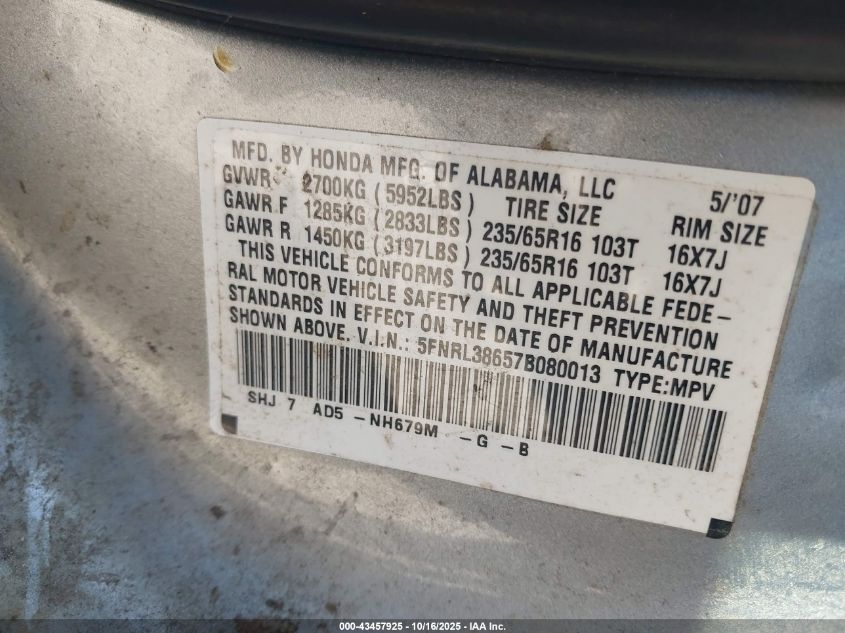 MFD. BY HONDA MFG. OF ALABAMA, LLC 5/'07
GVWR 2700KG (5952LBS) TIRE SIZE RIM SIZE
GAWR F 1285KG (2833LBS) 235/65R16 103T 16X7J
GAWR R 1450KG (3197LBS) 235/65R16 103T 16X7J
THIS VEHICLE CONFORMS TO ALL APPLICABLE FEDE-
RAL MOTOR VEHICLE SAFETY AND THEFT PREVENTION
STANDARDS IN EFFECT ON THE DATE OF MANUFACTURE
SHOWN ABOVE. V.I.N.: 5FNRL38657B080013 TYPE:MPV
SHJ 7 AD5 -NH679M -G -B
000-43457925 - 10/16/2025 - IAA Inc.